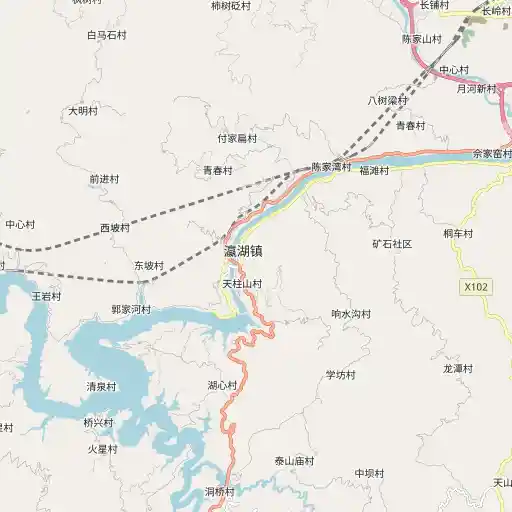 柿树砭村
长铺村
长岭村
白马石村
陈家山村
中心村
月河新村
大明村
八树梁村
青春村
付家扁村
佘家窑村
青春村
陈家湾村
福滩村
前进村
中心村
西坡村
桐车村
矿石社区
瀛湖镇
东坡村
村
天柱山村
王岩村
X102
郭家河村
响水沟村
龙潭村
学坊村
清泉村
湖心村
桥兴村
星村
火星村
泰山庙村
中坝村
天山
洞桥村